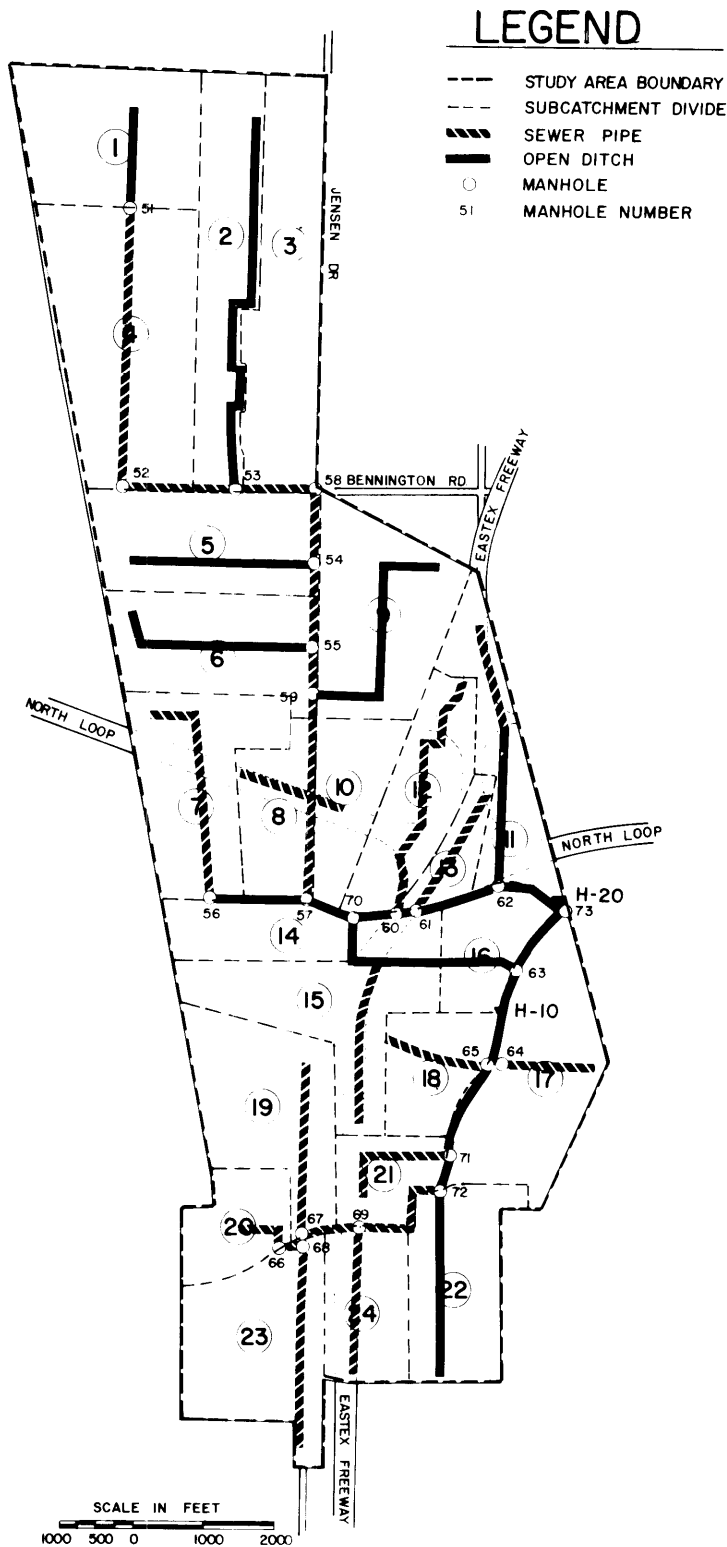 LEGEND
STUDY AREA BOUNDARY
SUBCATCHMENT DIVIDE
SEWER PIPE
OPEN DITCH
MANHOLE
51 MANHOLE NUMBER
1
51
2
3
JENSEN DR
4
52
53
58 BENNINGTON RD
EASTEX FREEWAY
5
54
55
6
9
59
NORTH LOOP
7
8
10
12
13
11
NORTH LOOP
56
57
70
60
61
62
H-20
73
14
16
63
15
H-10
65
64
18
17
19
71
21
72
20
67
69
66
68
22
24
23
EASTEX FREEWAY
SCALE IN FEET
1000 500 0 1000 2000